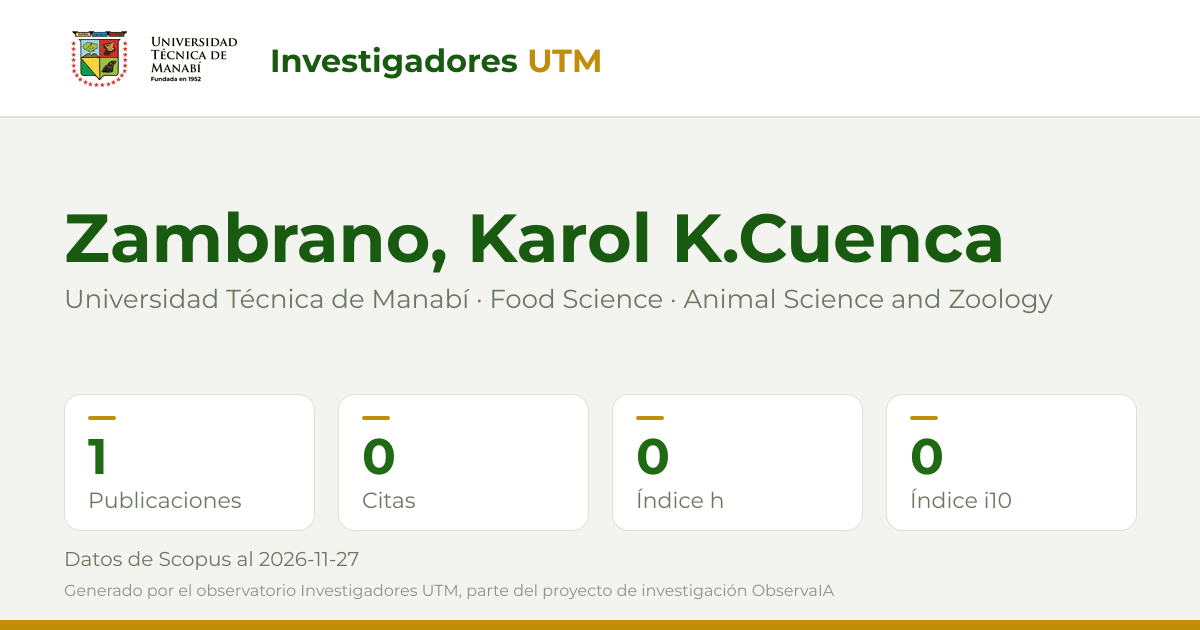 UNIVERSIDAD
TÉCNICA DE
MANABÍ
Fundada en 1952
Investigadores UTM
Zambrano, Karol K.Cuenca
Universidad Técnica de Manabí · Food Science · Animal Science and Zoology
1
Publicaciones
0
Citas
0
Índice h
0
Índice i10
Datos de Scopus al 2026-11-27
Generado por el observatorio Investigadores UTM, parte del proyecto de investigación ObservaIA